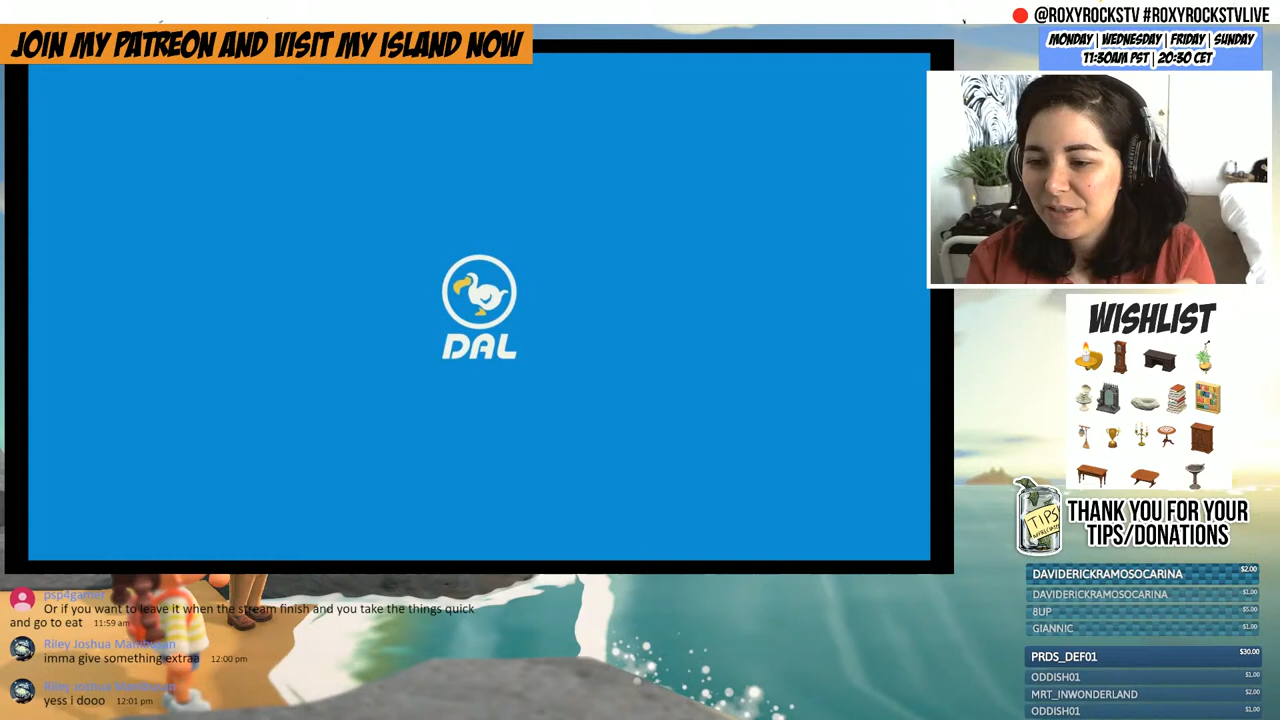 @ROXYROCKSTV #ROXYROCKSTVLIVE
JOIN MY PATREON AND VISIT MY ISLAND NOW
MONDAY | WEDNESDAY | FRIDAY | SUNDAY
11:30AM PST | 20:30 CET
DAL
WISHLIST
TIPS
THANK YOU FOR YOUR
TIPS/DONATIONS
DAVIDERICKRAMOSOCARINA $2.00
DAVIDERICKRAMOSOCARINA $1.00
8UP $5.00
GIANNIC $1.00
PRDS_DEF01 $30.00
ODDISH01 $1.00
MRT_INWONDERLAND $2.00
ODDISH01 $1.00
psp4gamer
Or if you want to leave it when the stream finish and you take the things quick
and go to eat 11:59 am
Riley Joshua Mambusan
imma give something extraa 12:00 pm
Riley Joshua Mambusan
yess i dooo 12:01 pm